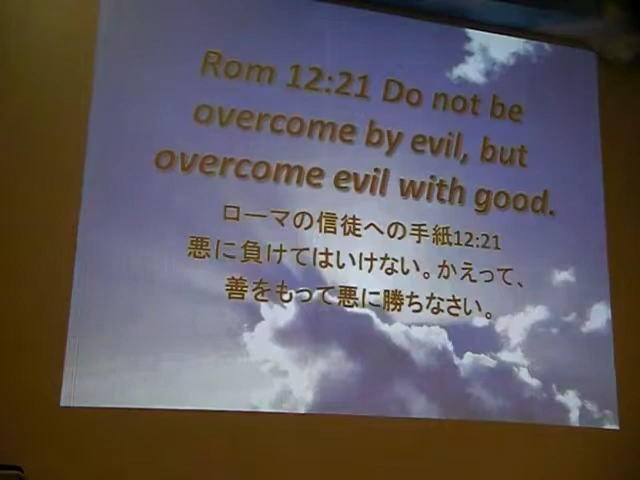 Rom 12:21 Do not be
overcome by evil, but
overcome evil with good.
ローマの信徒への手紙12:21
悪に負けてはいけない。かえって、
善をもって悪に勝ちなさい。